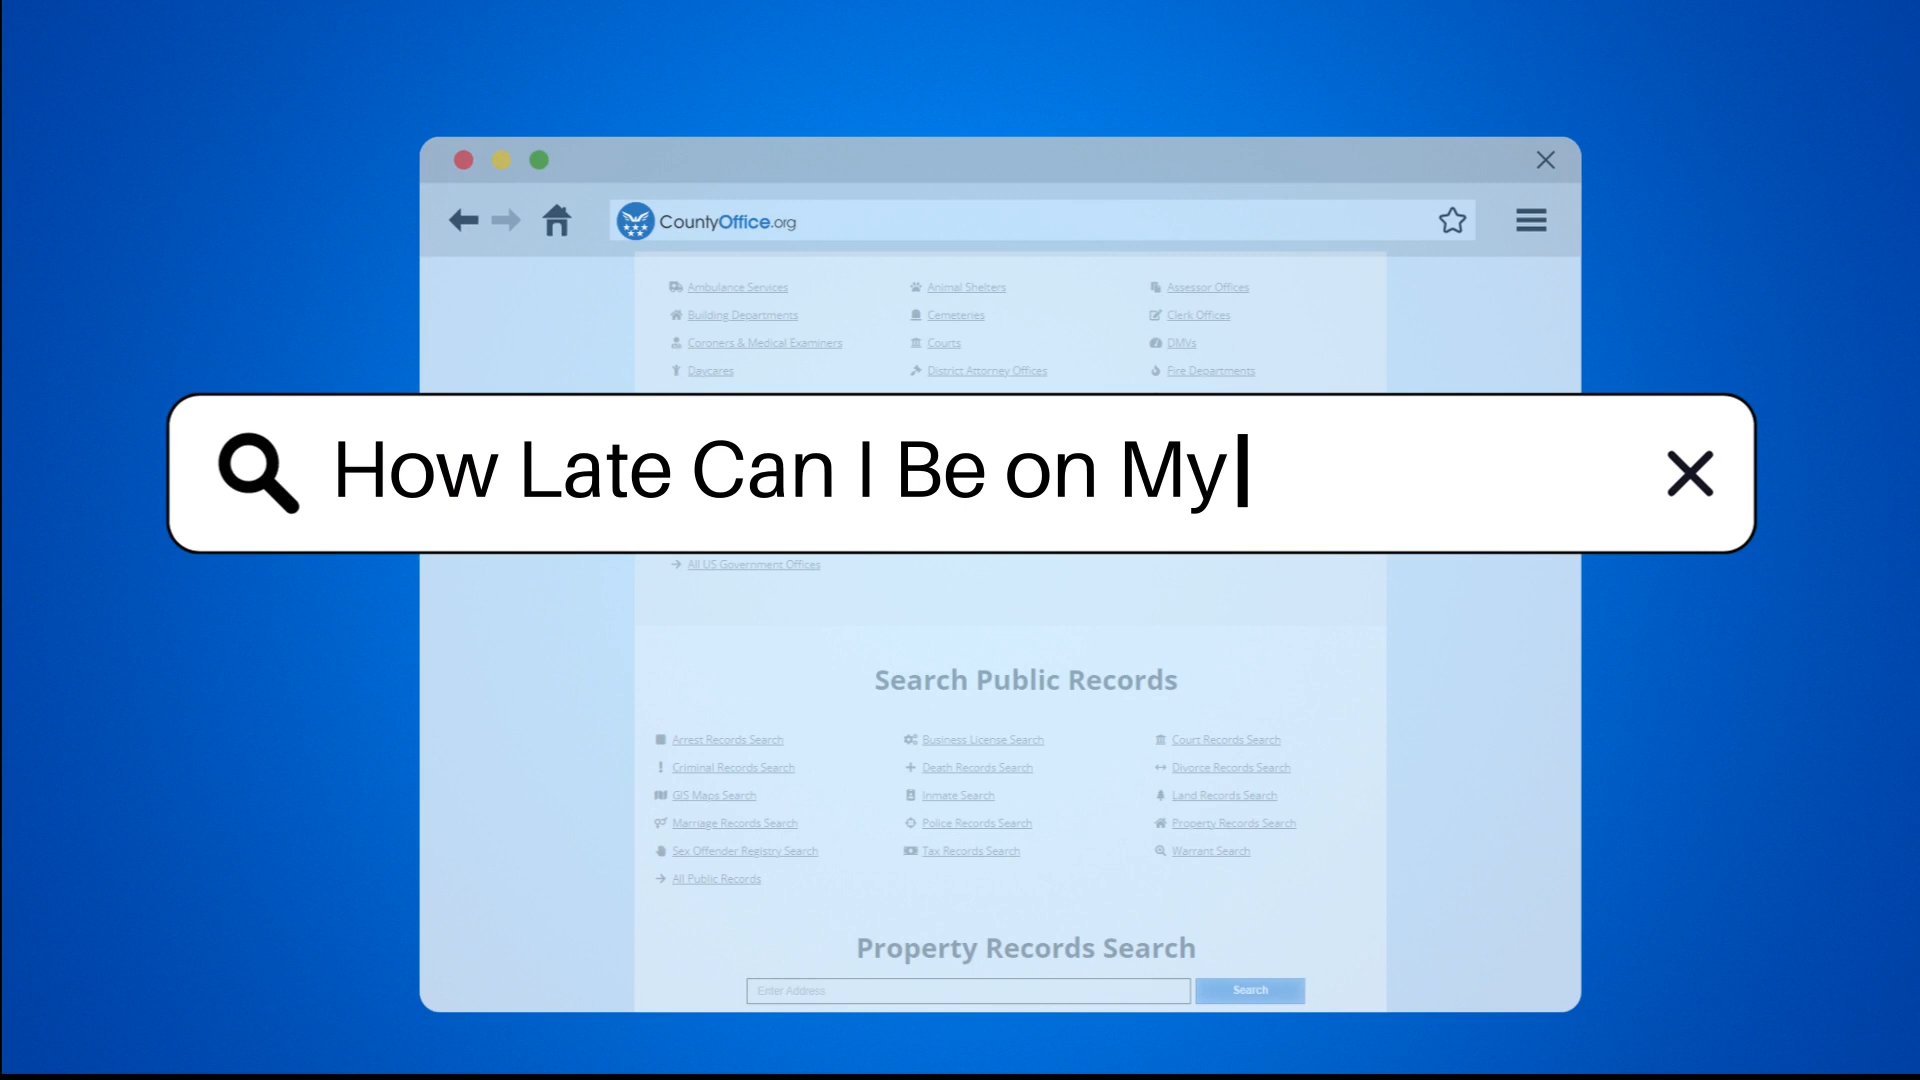 CountyOffice.org
Ambulance Services Animal Shelters Assessor Offices
Building Departments Cemeteries Clerk Offices
Coroners & Medical Examiners Courts DMVs
Daycares District Attorney Offices Fire Departments
How Late Can I Be on My
All US Government Offices
Search Public Records
Arrest Records Search Business License Search Court Records Search
Criminal Records Search Death Records Search Divorce Records Search
GIS Maps Search Inmate Search Land Records Search
Marriage Records Search Police Records Search Property Records Search
Sex Offender Registry Search Tax Records Search Warrant Search
All Public Records
Property Records Search
Enter Address Search